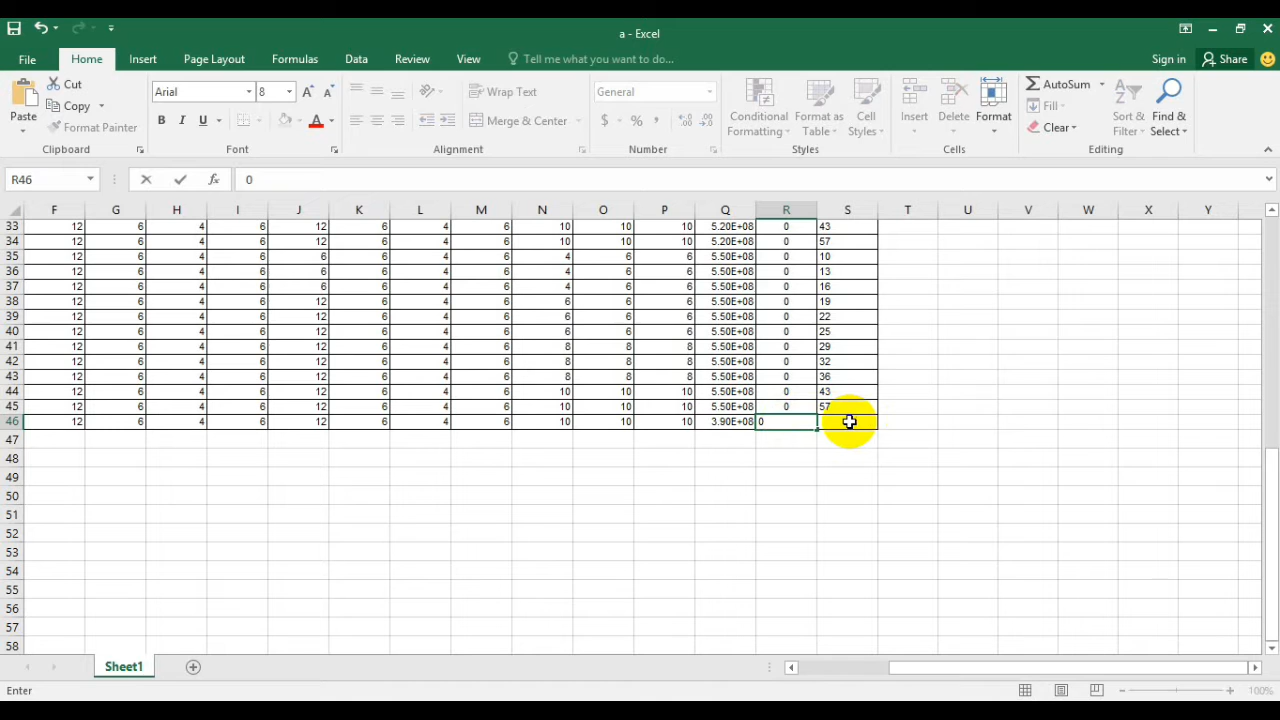 a - Excel
File Home Insert Page Layout Formulas Data Review View Tell me what you want to do... Sign in Share
Paste
Cut
Copy
Format Painter
Clipboard
Arial 8
B I U
Font
Wrap Text
Merge & Center
Alignment
General
$ % ,
Number
Conditional Formatting
Format as Table
Cell Styles
Styles
Insert Delete Format
Cells
AutoSum
Fill
Clear
Sort & Filter
Find & Select
Editing
R46 fx 0
F G H I J K L M N O P Q R S T U V W X Y
33 12 6 4 6 12 6 4 6 10 10 10 5.20E+08 0 43
34 12 6 4 6 12 6 4 6 10 10 10 5.20E+08 0 57
35 12 6 4 6 6 6 4 6 4 6 6 5.50E+08 0 10
36 12 6 4 6 6 6 4 6 4 6 6 5.50E+08 0 13
37 12 6 4 6 6 6 4 6 4 6 6 5.50E+08 0 16
38 12 6 4 6 12 6 4 6 6 6 6 5.50E+08 0 19
39 12 6 4 6 12 6 4 6 6 6 6 5.50E+08 0 22
40 12 6 4 6 12 6 4 6 6 6 6 5.50E+08 0 25
41 12 6 4 6 12 6 4 6 8 8 8 5.50E+08 0 29
42 12 6 4 6 12 6 4 6 8 8 8 5.50E+08 0 32
43 12 6 4 6 12 6 4 6 8 8 8 5.50E+08 0 36
44 12 6 4 6 12 6 4 6 10 10 10 5.50E+08 0 43
45 12 6 4 6 12 6 4 6 10 10 10 5.50E+08 0 57
46 12 6 4 6 12 6 4 6 10 10 10 3.90E+08 0
47
48
49
50
51
52
53
54
55
56
57
58
Sheet1
Enter 100%